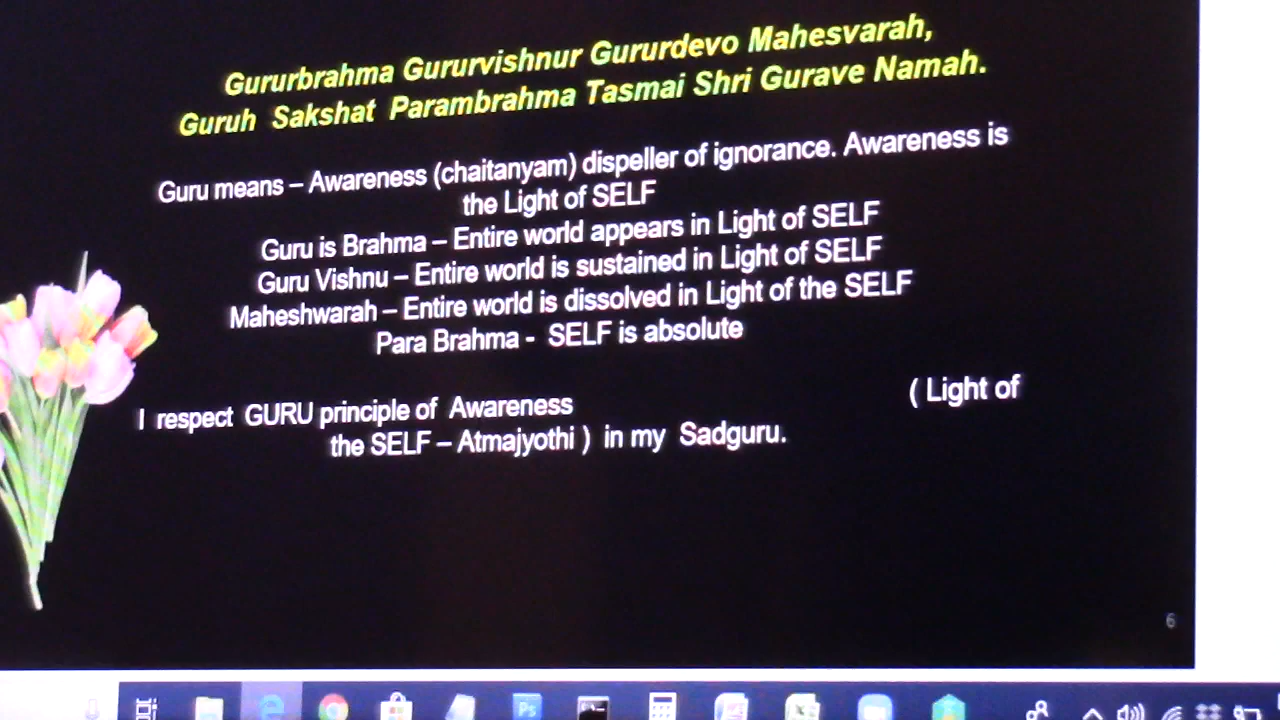 Gururbrahma Gururvishnur Gururdevo Mahesvarah,
Guruh Sakshat Parambrahma Tasmai Shri Gurave Namah.
Guru means – Awareness (chaitanyam) dispeller of ignorance. Awareness is
the Light of SELF
Guru is Brahma – Entire world appears in Light of SELF
Guru Vishnu – Entire world is sustained in Light of SELF
Maheshwarah – Entire world is dissolved in Light of the SELF
Para Brahma - SELF is absolute
I respect GURU principle of Awareness ( Light of
the SELF – Atmajyothi ) in my Sadguru.
6
Ps